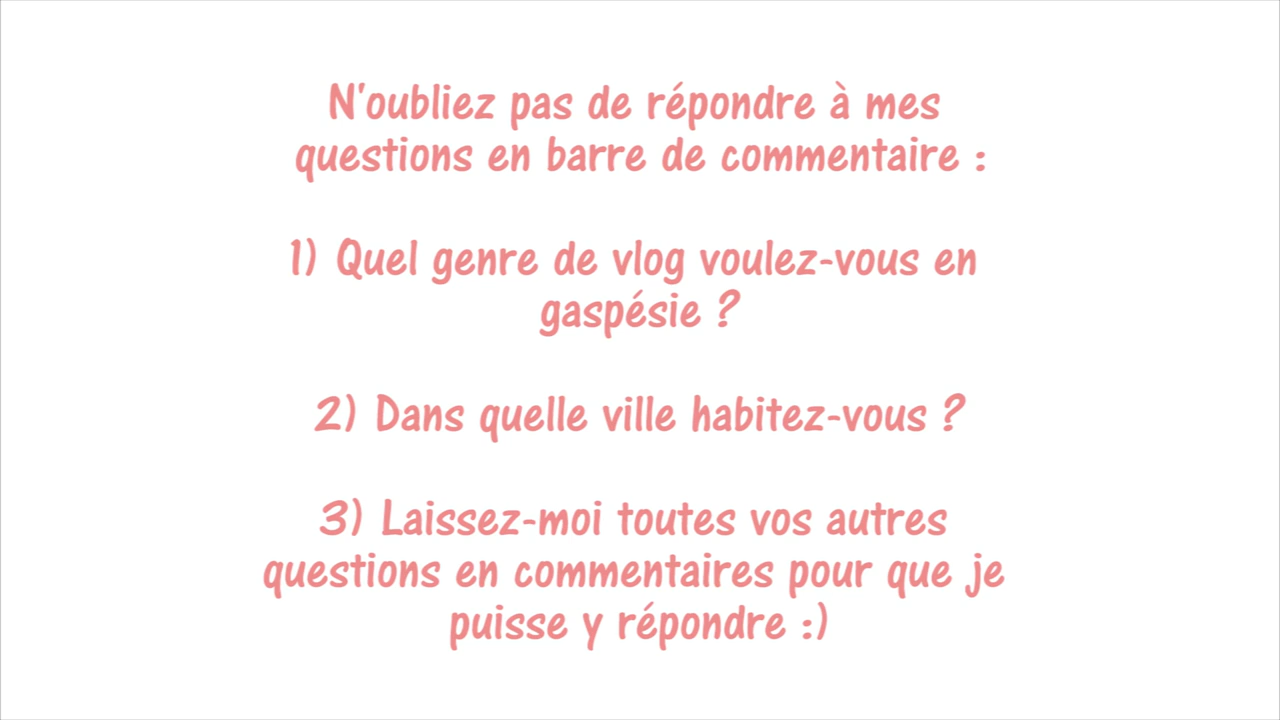 N'oubliez pas de répondre à mes
questions en barre de commentaire :
1) Quel genre de vlog voulez-vous en
gaspésie ?
2) Dans quelle ville habitez-vous ?
3) Laissez-moi toutes vos autres
questions en commentaires pour que je
puisse y répondre :)